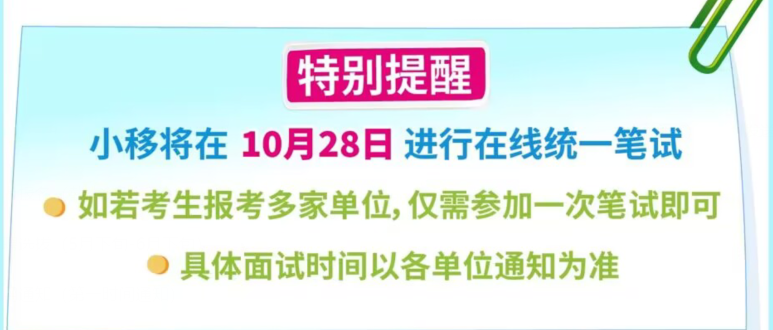 特别提醒
小移将在 10月28日 进行在线统一笔试
如若考生报考多家单位,仅需参加一次笔试即可
具体面试时间以各单位通知为准